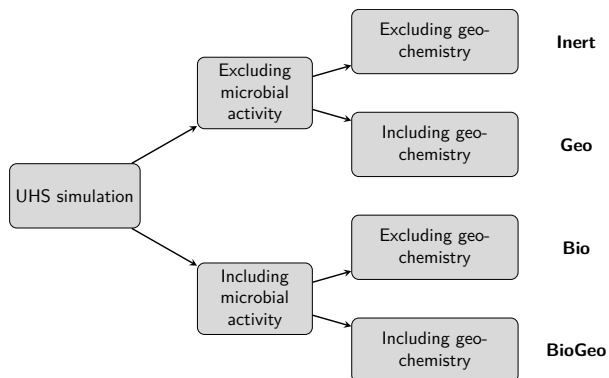 Excluding geo-
chemistry
Inert
Excluding
microbial
activity
Including geo-
chemistry
Geo
UHS simulation
Excluding geo-
chemistry
Bio
Including
microbial
activity
Including geo-
chemistry
BioGeo